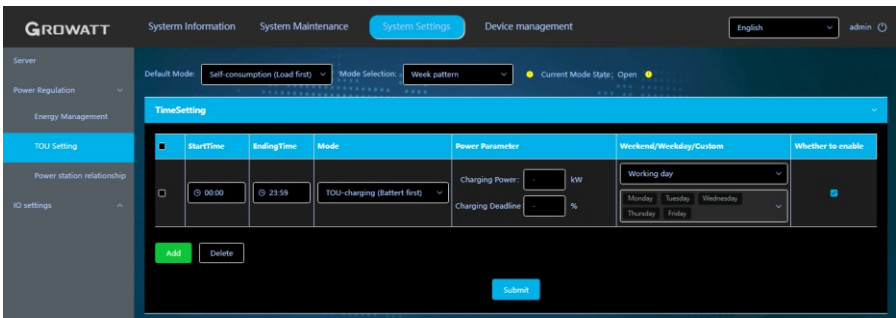 GROWATT
Systerm Information
Systerm Maintenance
Systerm Settings
Device management
English
admin
Server
Power Regulation
Energy Management
TOU Setting
Power station relationship
IO settings
Default Mode: Self-consumption (Load first) Mode Selection: Week pattern Current Mode State: Open
TimeSetting
StartTime EndingTime Mode Power Parameter Weekend/Weekday/Custom Whether to enable
00:00 23:59 TOU-charging (Battert first)
Charging Power: - kW
Charging Deadline - %
Working day
Monday Tuesday Wednesday
Thursday Friday
Add Delete
Submit